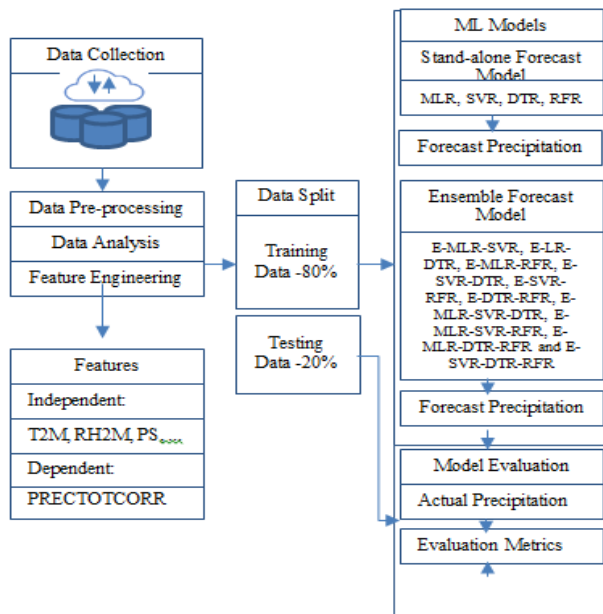 Data Collection
Data Pre-processing
Data Analysis
Feature Engineering
Features
Independent:
T2M, RH2M, PS
Dependent:
PRECTOTCORR
Data Split
Training
Data -80%
Testing
Data -20%
ML Models
Stand-alone Forecast
Model
MLR, SVR, DTR, RFR
Forecast Precipitation
Ensemble Forecast
Model
E-MLR-SVR, E-LR-
DTR, E-MLR-RFR, E-
SVR-DTR, E-SVR-
RFR, E-DTR-RFR, E-
MLR-SVR-DTR, E-
MLR-SVR-RFR, E-
MLR-DTR-RFR and E-
SVR-DTR-RFR
Forecast Precipitation
Model Evaluation
Actual Precipitation
Evaluation Metrics